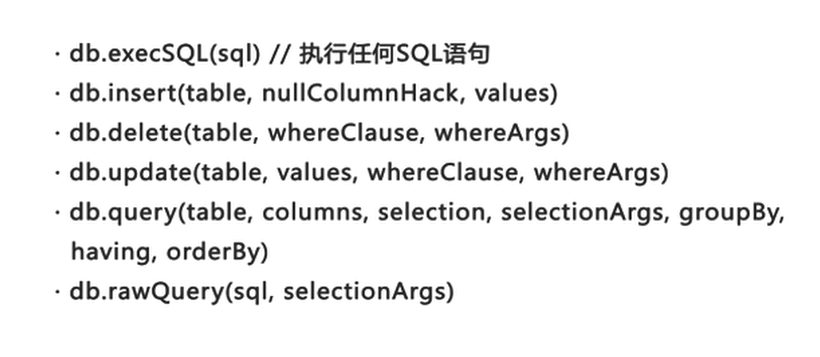 · db.execSQL(sql) // 执行任何SQL语句
· db.insert(table, nullColumnHack, values)
· db.delete(table, whereClause, whereArgs)
· db.update(table, values, whereClause, whereArgs)
· db.query(table, columns, selection, selectionArgs, groupBy,
having, orderBy)
· db.rawQuery(sql, selectionArgs)